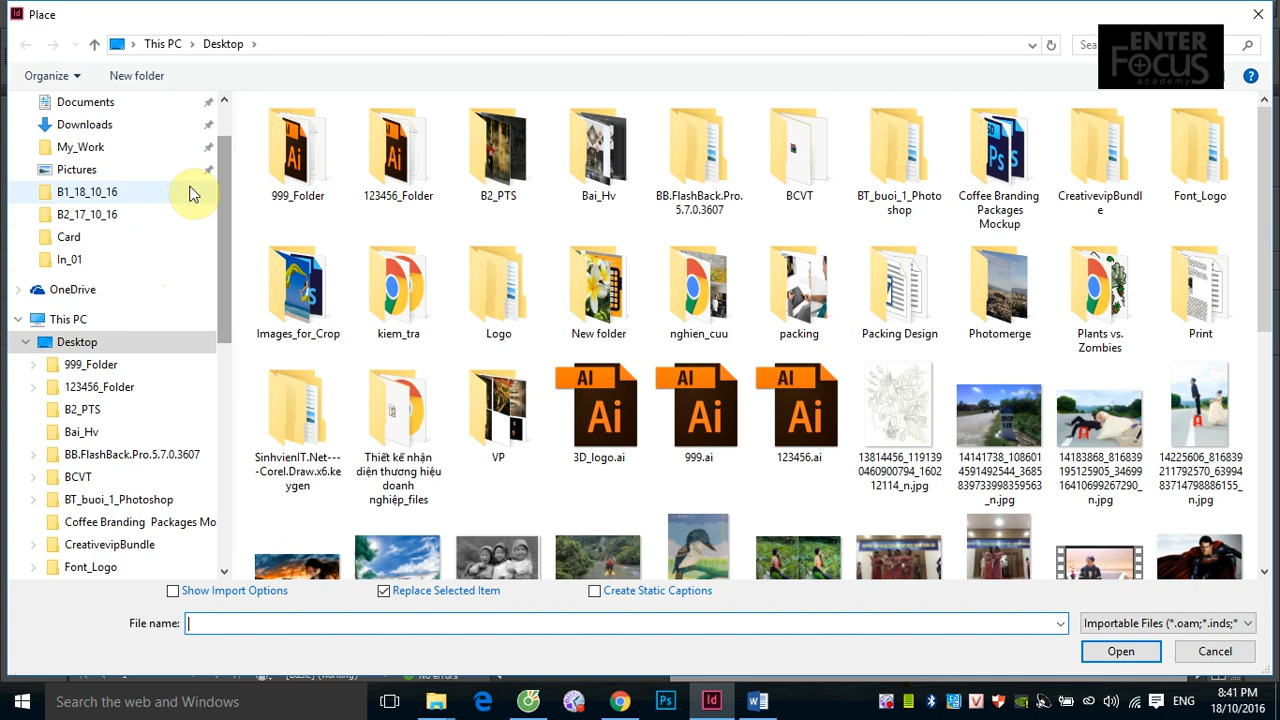 Place
This PC
Desktop
Sea
ENTER
FOCUS
academy
Organize
New folder
Documents
Downloads
My_Work
Pictures
B1_18_10_16
B2_17_10_16
Card
In_01
OneDrive
This PC
Desktop
999_Folder
123456_Folder
B2_PTS
Bai_Hv
BB.FlashBack.Pro.5.7.0.3607
BCVT
BT_buoi_1_Photoshop
Coffee Branding Packages Mo
CreativevipBundle
Font_Logo
999_Folder
123456_Folder
B2_PTS
Bai_Hv
BB.FlashBack.Pro.
5.7.0.3607
BCVT
BT_buoi_1_Photo
shop
Coffee Branding
Packages Mockup
CreativevipBundl
e
Font_Logo
Images_for_Crop
kiem_tra
Logo
New folder
nghien_cuu
packing
Packing Design
Photomerge
Plants vs.
Zombies
Print
SinhvienIT.Net---
-Corel.Draw.x6.ke
ygen
Thiết kế nhận
diện thương hiệu
doanh
nghiệp_files
VP
3D_logo.ai
999.ai
123456.ai
13814456_119139
0460900794_1602
12114_n.jpg
14141738_108601
4591492544_3685
839733998359563
_n.jpg
14183868_816839
195125905_34699
16410699267290_
n.jpg
14225606_816839
211792570_63994
83714798886155_
n.jpg
Show Import Options
Replace Selected Item
Create Static Captions
File name:
Importable Files (*.oam;*.inds;*
Open
Cancel
[Basic] (Working)
No errors
Search the web and Windows
ENG
8:41 PM
18/10/2016